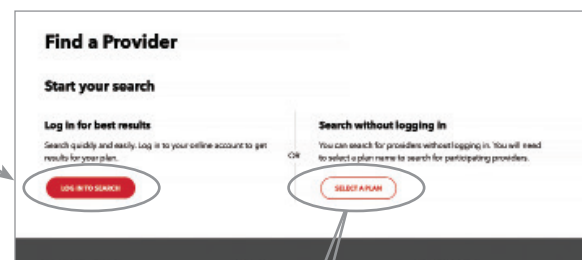 Find a Provider
Start your search
Log in for best results
Search quickly and easily. Log in to your online account to get
results for your plan.
LOG IN TO SEARCH
OR
Search without logging in
You can search for providers without logging in. You will need
to select a plan name to search for participating providers.
SELECT A PLAN